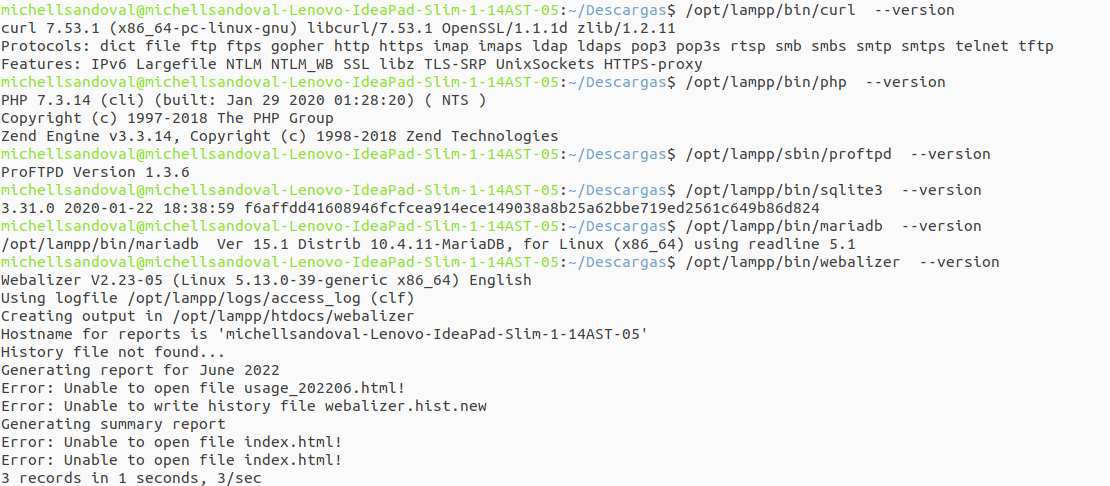 michellsandoval@michellsandoval-Lenovo-IdeaPad-Slim-1-14AST-05:~/Descargas$ /opt/lampp/bin/curl  --version
curl 7.53.1 (x86_64-pc-linux-gnu) libcurl/7.53.1 OpenSSL/1.1.1d zlib/1.2.11
Protocols: dict file ftp ftps gopher http https imap imaps ldap ldaps pop3 pop3s rtsp smb smbs smtp smtps telnet tftp
Features: IPv6 Largefile NTLM NTLM_WB SSL libz TLS-SRP UnixSockets HTTPS-proxy
michellsandoval@michellsandoval-Lenovo-IdeaPad-Slim-1-14AST-05:~/Descargas$ /opt/lampp/bin/php  --version
PHP 7.3.14 (cli) (built: Jan 29 2020 01:28:20) ( NTS )
Copyright (c) 1997-2018 The PHP Group
Zend Engine v3.3.14, Copyright (c) 1998-2018 Zend Technologies
michellsandoval@michellsandoval-Lenovo-IdeaPad-Slim-1-14AST-05:~/Descargas$ /opt/lampp/sbin/proftpd  --version
ProFTPD Version 1.3.6
michellsandoval@michellsandoval-Lenovo-IdeaPad-Slim-1-14AST-05:~/Descargas$ /opt/lampp/bin/sqlite3  --version
3.31.0 2020-01-22 18:38:59 f6affdd41608946fcfcea914ece149038a8b25a62bbe719ed2561c649b86d824
michellsandoval@michellsandoval-Lenovo-IdeaPad-Slim-1-14AST-05:~/Descargas$ /opt/lampp/bin/mariadb  --version
/opt/lampp/bin/mariadb  Ver 15.1 Distrib 10.4.11-MariaDB, for Linux (x86_64) using readline 5.1
michellsandoval@michellsandoval-Lenovo-IdeaPad-Slim-1-14AST-05:~/Descargas$ /opt/lampp/bin/webalizer  --version
Webalizer V2.23-05 (Linux 5.13.0-39-generic x86_64) English
Using logfile /opt/lampp/logs/access_log (clf)
Creating output in /opt/lampp/htdocs/webalizer
Hostname for reports is 'michellsandoval-Lenovo-IdeaPad-Slim-1-14AST-05'
History file not found...
Generating report for June 2022
Error: Unable to open file usage_202206.html!
Error: Unable to write history file webalizer.hist.new
Generating summary report
Error: Unable to open file index.html!
Error: Unable to open file index.html!
3 records in 1 seconds, 3/sec